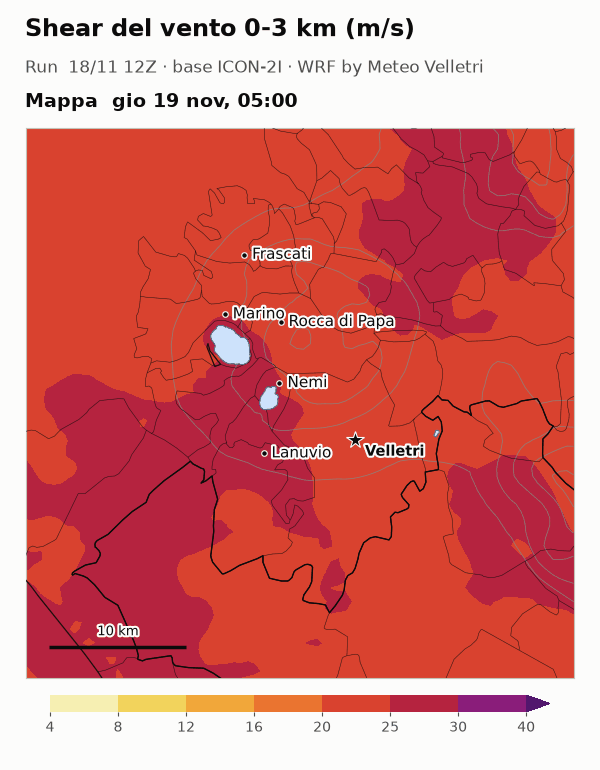 Shear del vento 0-3 km (m/s)
Run  18/11 12Z · base ICON-2I · WRF by Meteo Velletri
Mappa  gio 19 nov, 05:00
Frascati
Marino
Rocca di Papa
Nemi
Velletri
Lanuvio
10 km
4 8 12 16 20 25 30 40